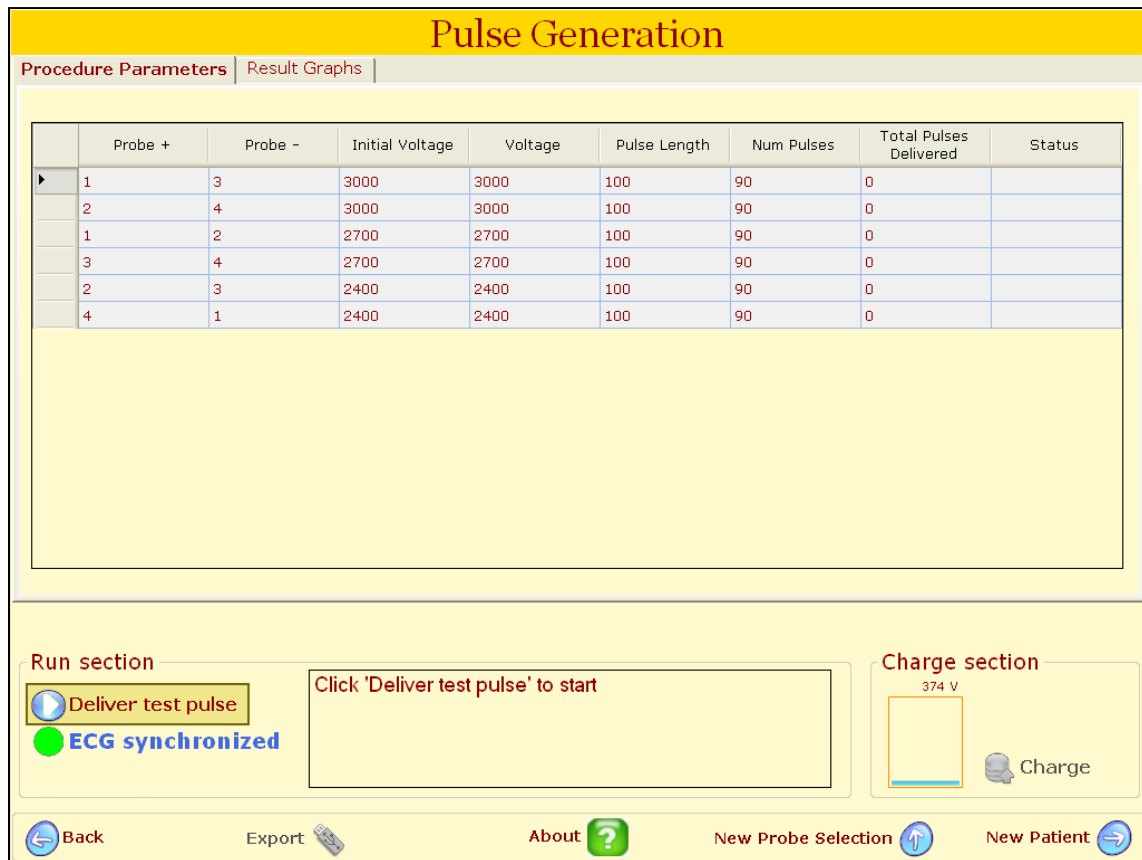 Pulse Generation
Procedure Parameters Result Graphs
Probe + Probe - Initial Voltage Voltage Pulse Length Num Pulses Total Pulses Delivered Status
1 3 3000 3000 100 90 0
2 4 3000 3000 100 90 0
1 2 2700 2700 100 90 0
3 4 2700 2700 100 90 0
2 3 2400 2400 100 90 0
4 1 2400 2400 100 90 0
Run section
Deliver test pulse
ECG synchronized
Click 'Deliver test pulse' to start
Charge section
374 V
Charge
Back Export About ? New Probe Selection New Patient